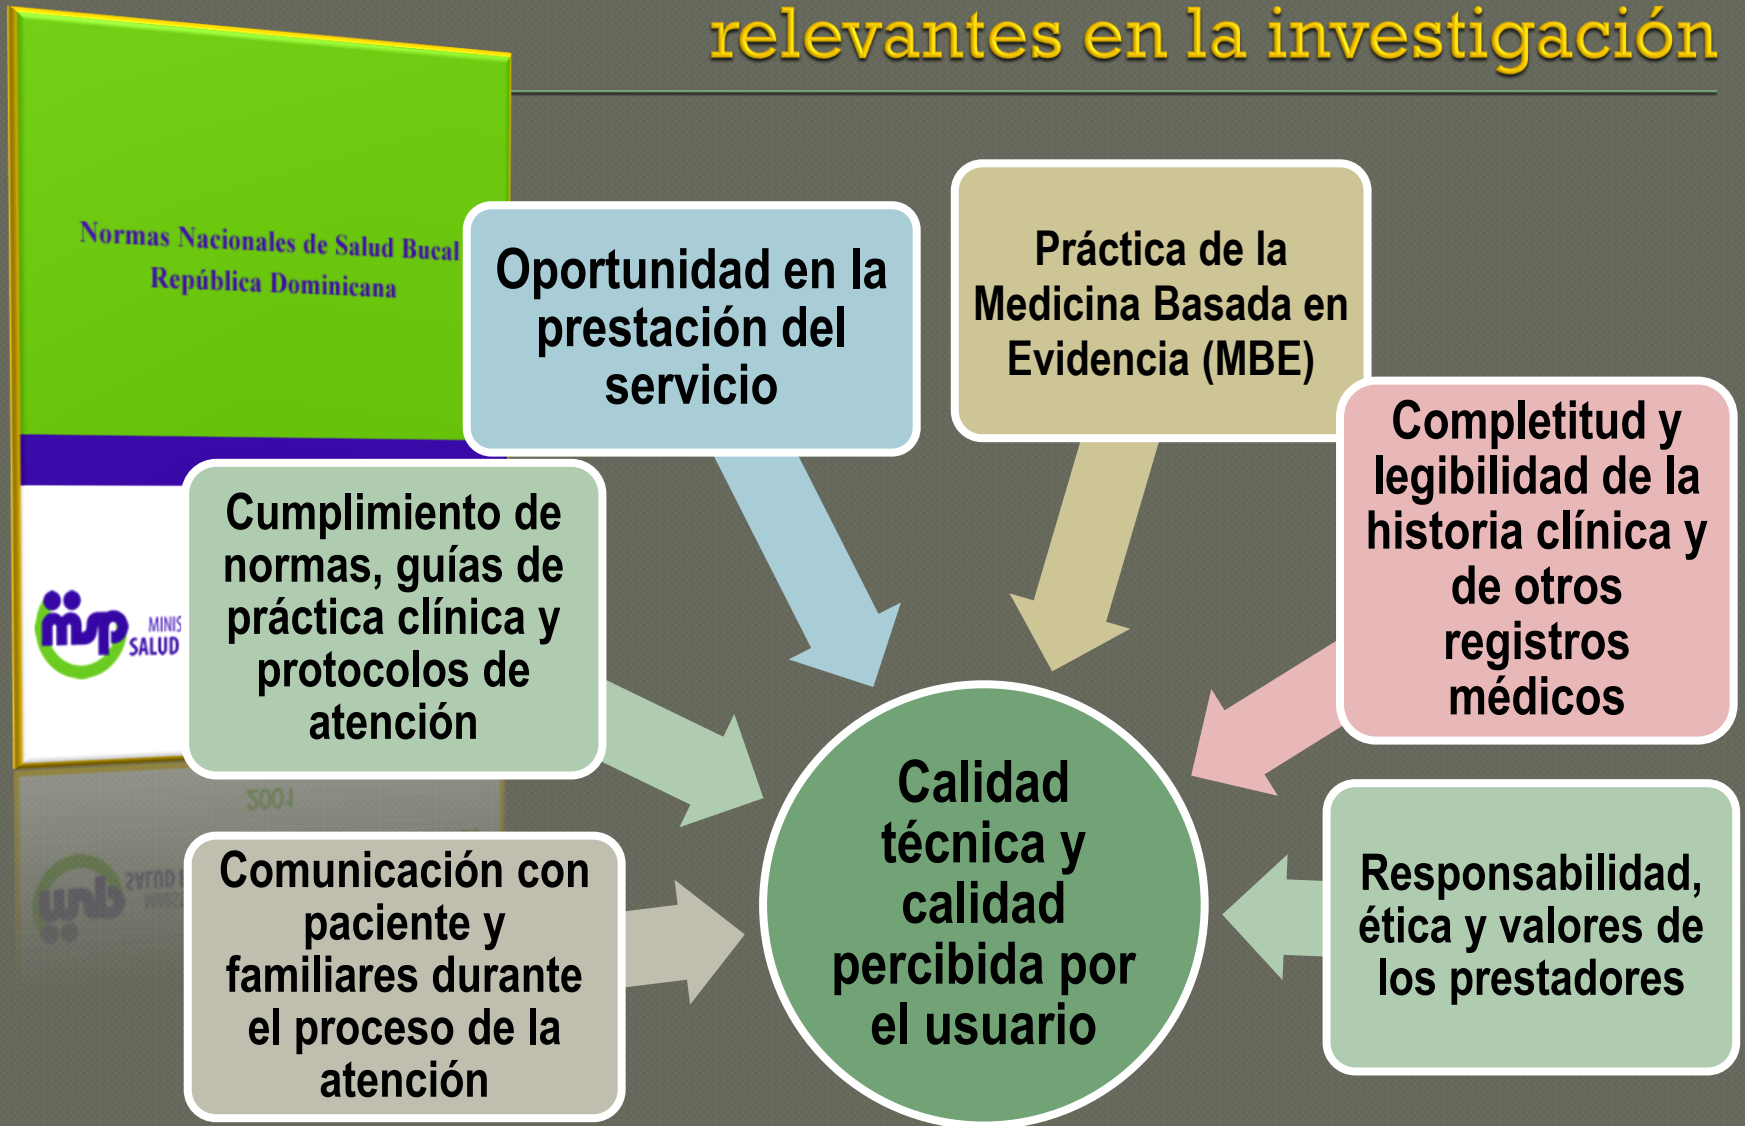 relevantes en la investigación
Normas Nacionales de Salud Bucal
República Dominicana
Oportunidad en la
prestación del
servicio
Práctica de la
Medicina Basada en
Evidencia (MBE)
Completitud y
legibilidad de la
historia clínica y
de otros
registros
médicos
Cumplimiento de
normas, guías de
práctica clínica y
protocolos de
atención
msp
MINIS
SALUD
Calidad
técnica y
calidad
percibida por
el usuario
Responsabilidad,
ética y valores de
los prestadores
Comunicación con
paciente y
familiares durante
el proceso de la
atención
2001